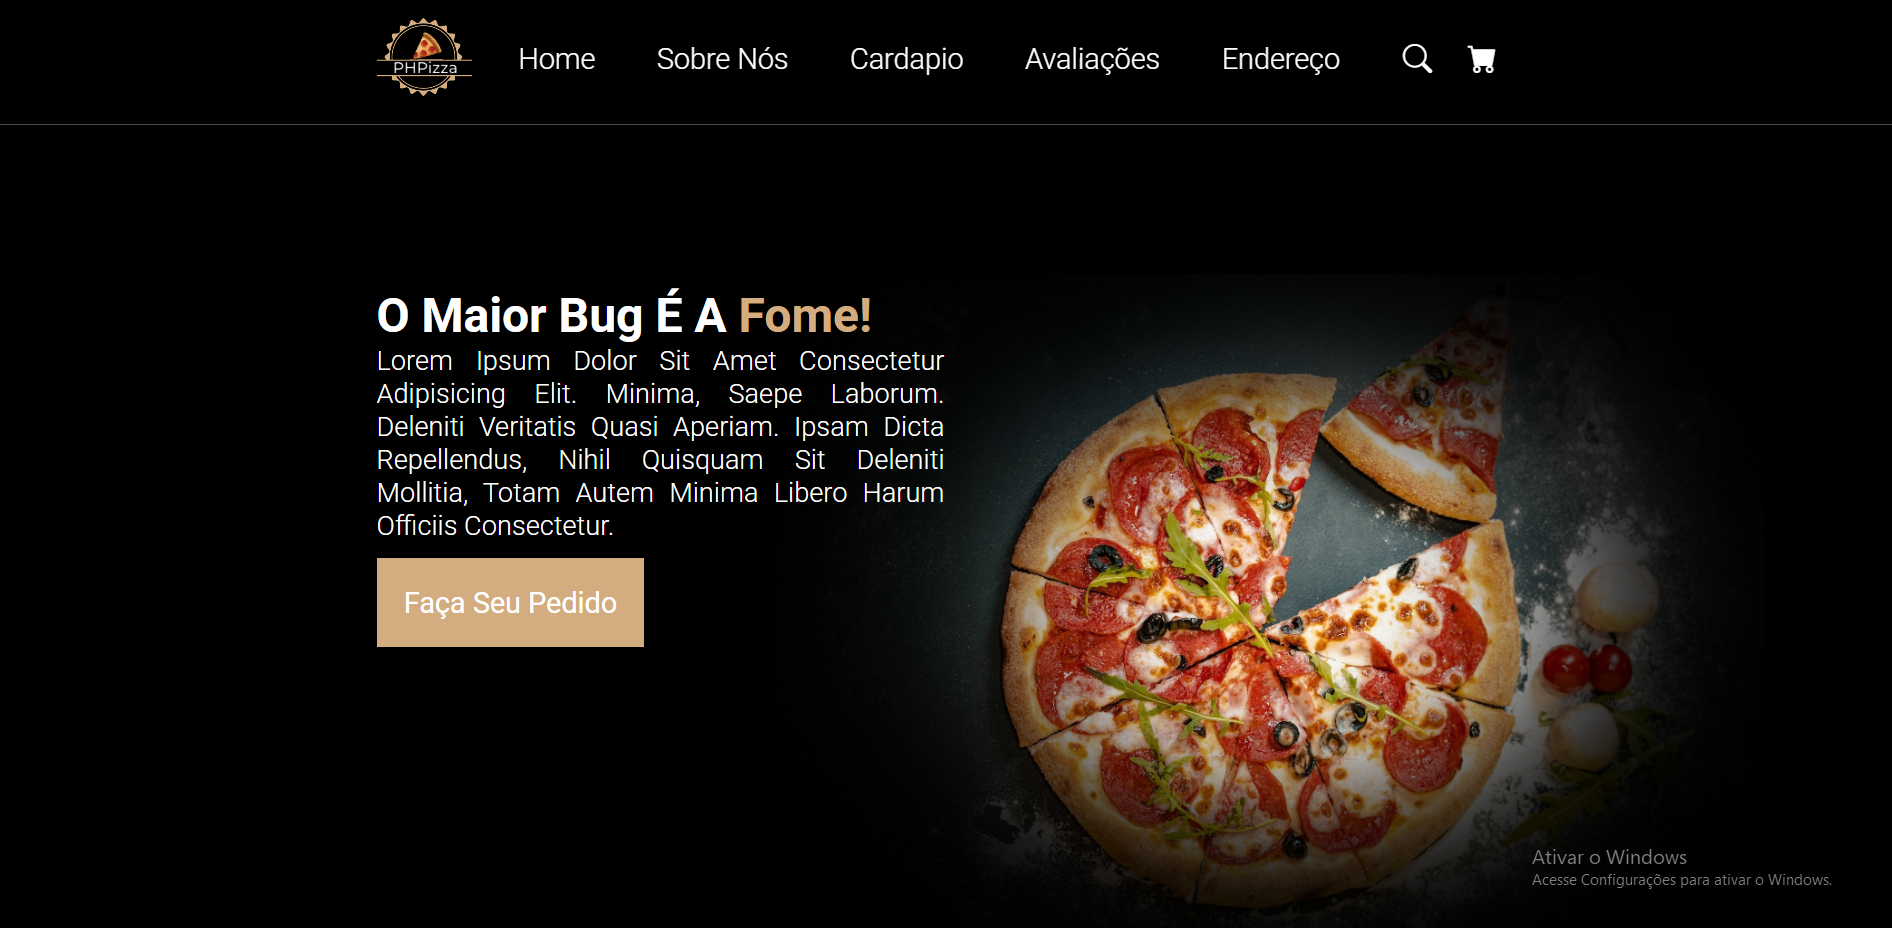 PHPizza
Home
Sobre Nós
Cardapio
Avaliações
Endereço
O Maior Bug É A Fome!
Lorem Ipsum Dolor Sit Amet Consectetur
Adipisicing Elit. Minima, Saepe Laborum.
Deleniti Veritatis Quasi Aperiam. Ipsam Dicta
Repellendus, Nihil Quisquam Sit Deleniti
Mollitia, Totam Autem Minima Libero Harum
Officiis Consectetur.
Faça Seu Pedido
Ativar o Windows
Acesse Configurações para ativar o Windows.